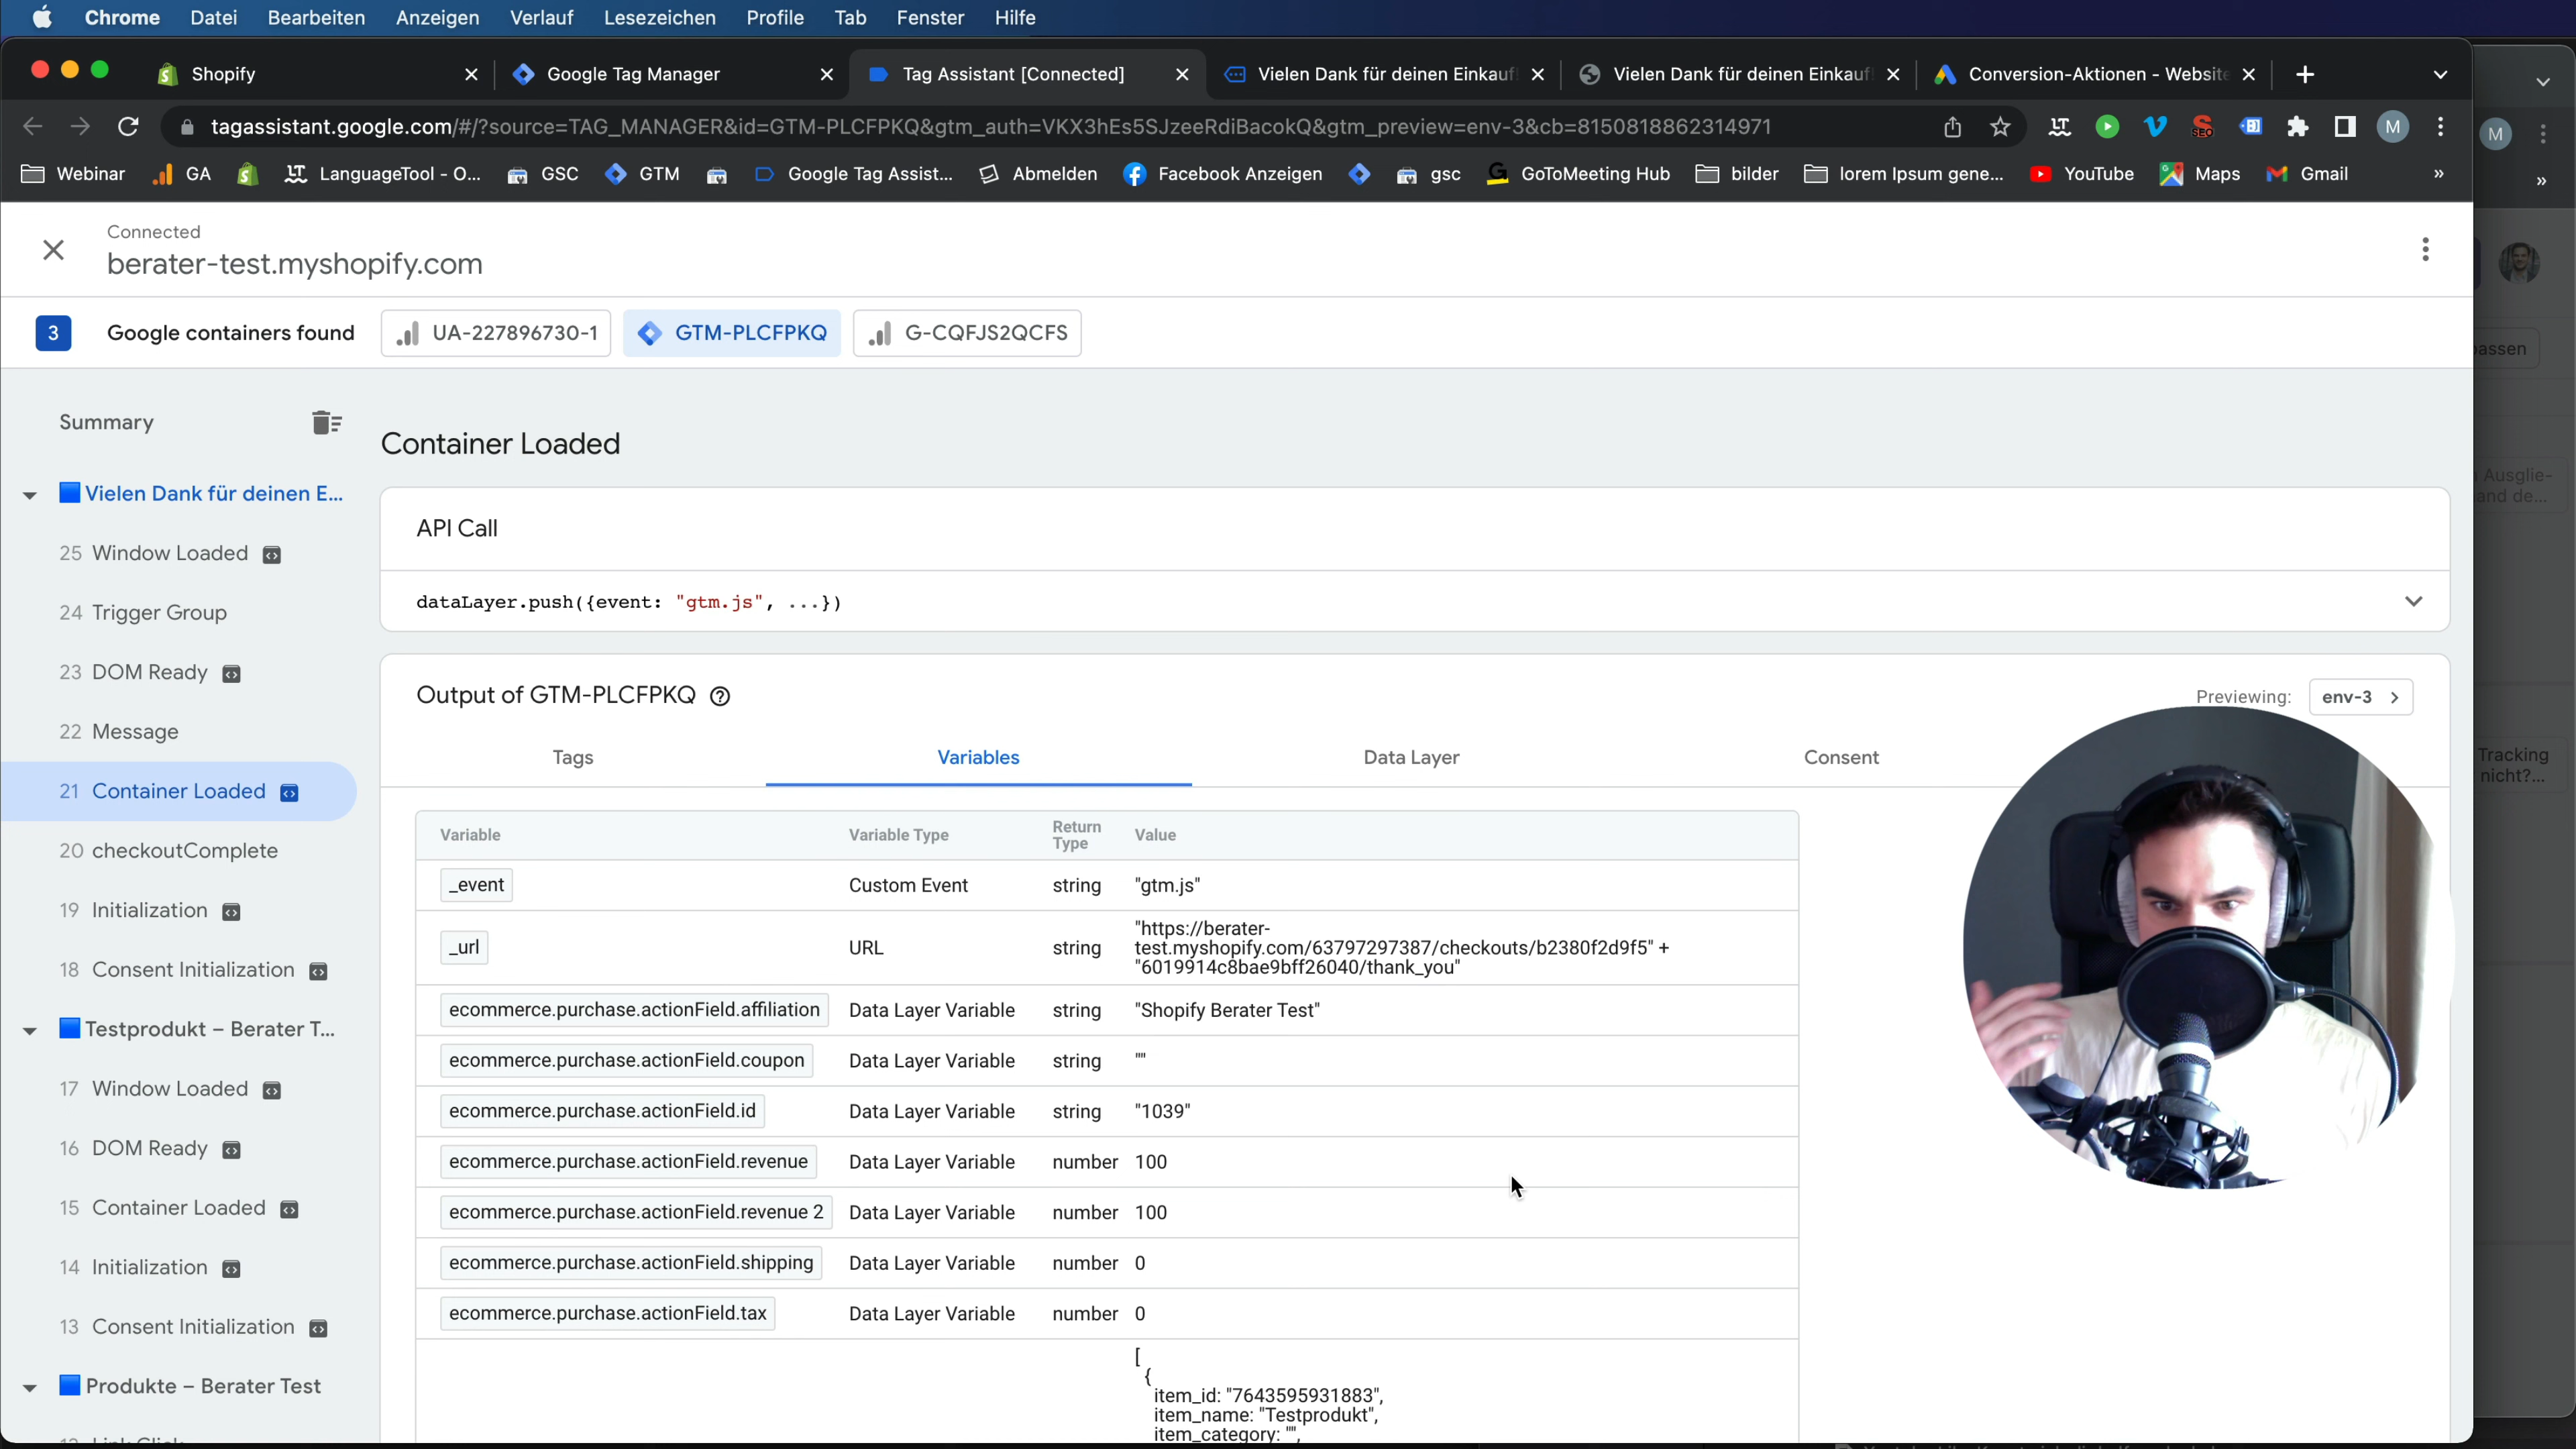 Chrome Datei Bearbeiten Anzeigen Verlauf Lesezeichen Profile Tab Fenster Hilfe
Shopify
Google Tag Manager
Tag Assistant [Connected]
Vielen Dank für deinen Einkauf!
Vielen Dank für deinen Einkauf!
Conversion-Aktionen - Website
tagassistant.google.com/#/?source=TAG_MANAGER&id=GTM-PLCFPKQ&gtm_auth=VKX3hEs5SJzeeRdiBacokQ&gtm_preview=env-3&cb=8150818862314971
SEO
M
M
Webinar GA LanguageTool - O... GSC GTM Google Tag Assist... Abmelden Facebook Anzeigen gsc GoToMeeting Hub bilder lorem Ipsum gene... YouTube Maps Gmail »
»
Connected
berater-test.myshopify.com
3 Google containers found UA-227896730-1 GTM-PLCFPKQ G-CQFJS2QCFS
passen
Summary
Vielen Dank für deinen E...
25 Window Loaded
24 Trigger Group
23 DOM Ready
22 Message
21 Container Loaded
20 checkoutComplete
19 Initialization
18 Consent Initialization
Testprodukt – Berater T...
17 Window Loaded
16 DOM Ready
15 Container Loaded
14 Initialization
13 Consent Initialization
Produkte – Berater Test
Container Loaded
API Call
dataLayer.push({event: "gtm.js", ...})
Output of GTM-PLCFPKQ
Previewing: env-3
Tags Variables Data Layer Consent
Variable Variable Type Return Type Value
_event Custom Event string "gtm.js"
_url URL string "https://berater-
test.myshopify.com/63797297387/checkouts/b2380f2d9f5" +
"6019914c8bae9bff26040/thank_you"
ecommerce.purchase.actionField.affiliation Data Layer Variable string "Shopify Berater Test"
ecommerce.purchase.actionField.coupon Data Layer Variable string ""
ecommerce.purchase.actionField.id Data Layer Variable string "1039"
ecommerce.purchase.actionField.revenue Data Layer Variable number 100
ecommerce.purchase.actionField.revenue 2 Data Layer Variable number 100
ecommerce.purchase.actionField.shipping Data Layer Variable number 0
ecommerce.purchase.actionField.tax Data Layer Variable number 0
[
{
item_id: "7643595931883",
item_name: "Testprodukt",
item_category: "",
Ausglie-
and de...
Tracking
nicht?...